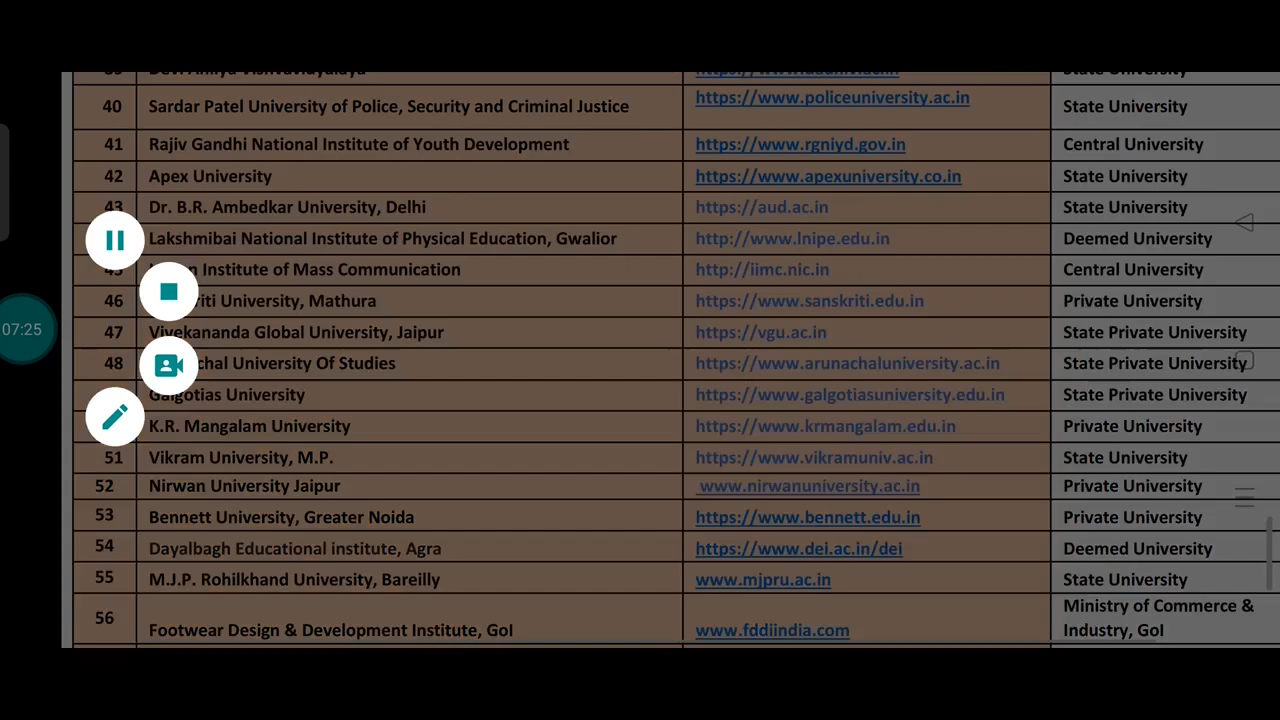 40 Sardar Patel University of Police, Security and Criminal Justice https://www.policeuniversity.ac.in State University
41 Rajiv Gandhi National Institute of Youth Development https://www.rgniyd.gov.in Central University
42 Apex University https://www.apexuniversity.co.in State University
43 Dr. B.R. Ambedkar University, Delhi https://aud.ac.in State University
Lakshmibai National Institute of Physical Education, Gwalior http://www.lnipe.edu.in Deemed University
45 Institute of Mass Communication http://iimc.nic.in Central University
46 University, Mathura https://www.sanskriti.edu.in Private University
07:25
47 Vivekananda Global University, Jaipur https://vgu.ac.in State Private University
48 University Of Studies https://www.arunachaluniversity.ac.in State Private University
Galgotias University https://www.galgotiasuniversity.edu.in State Private University
K.R. Mangalam University https://www.krmangalam.edu.in Private University
51 Vikram University, M.P. https://www.vikramuniv.ac.in State University
52 Nirwan University Jaipur www.nirwanuniversity.ac.in Private University
53 Bennett University, Greater Noida https://www.bennett.edu.in Private University
54 Dayalbagh Educational institute, Agra https://www.dei.ac.in/dei Deemed University
55 M.J.P. Rohilkhand University, Bareilly www.mjpru.ac.in State University
56 Footwear Design & Development Institute, GoI www.fddiindia.com Ministry of Commerce &
Industry, GoI